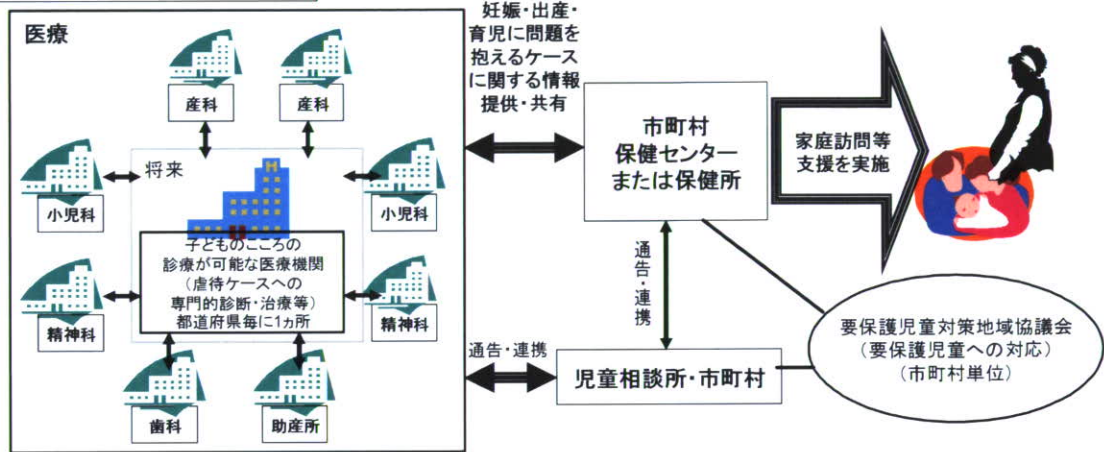 医療
産科
産科
小児科
将来
小児科
子どものこころの
診療が可能な医療機関
(虐待ケースへの
専門的診断・治療等)
都道府県毎に1ヵ所
精神科
精神科
歯科
助産所
妊娠・出産・
育児に問題を
抱えるケース
に関する情報
提供・共有
市町村
保健センター
または保健所
家庭訪問等
支援を実施
通告・連携
通告・連携
児童相談所・市町村
要保護児童対策地域協議会
(要保護児童への対応)
(市町村単位)